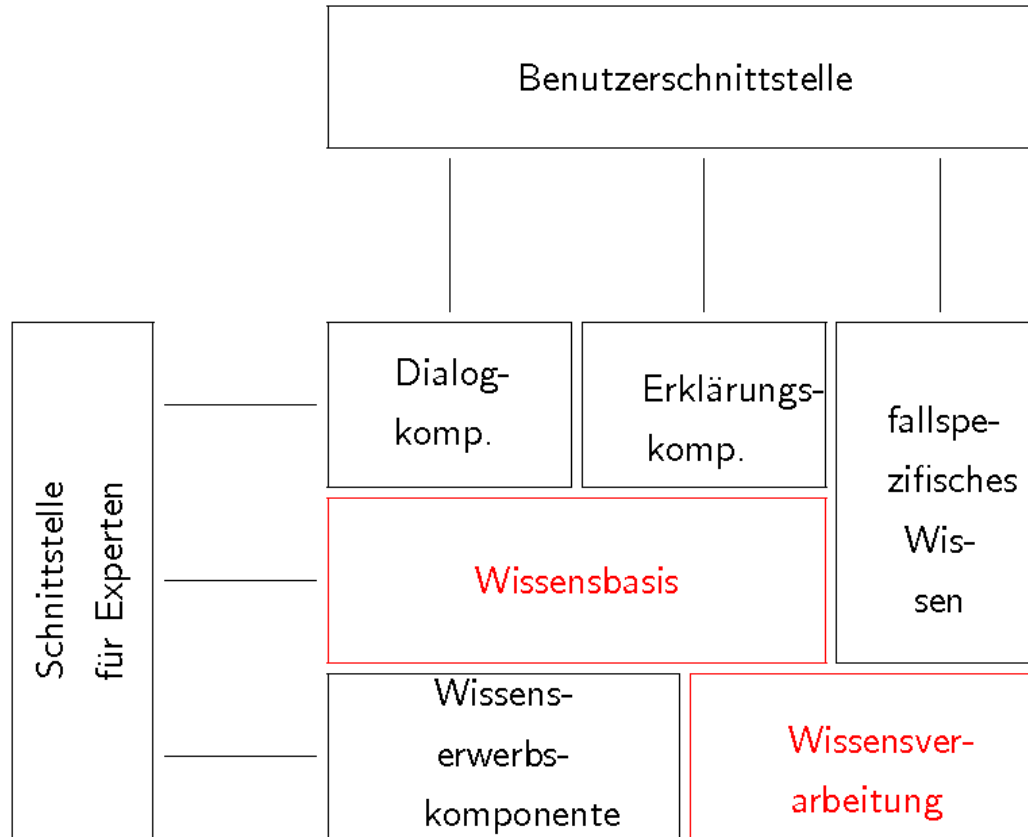 Benutzerschnittstelle
Dialog-
komp.
Erklärungs-
komp.
fallspe-
zifisches
Wis-
sen
Schnittstelle
für Experten
Wissensbasis
Wissens-
erwerbs-
komponente
Wissensver-
arbeitung